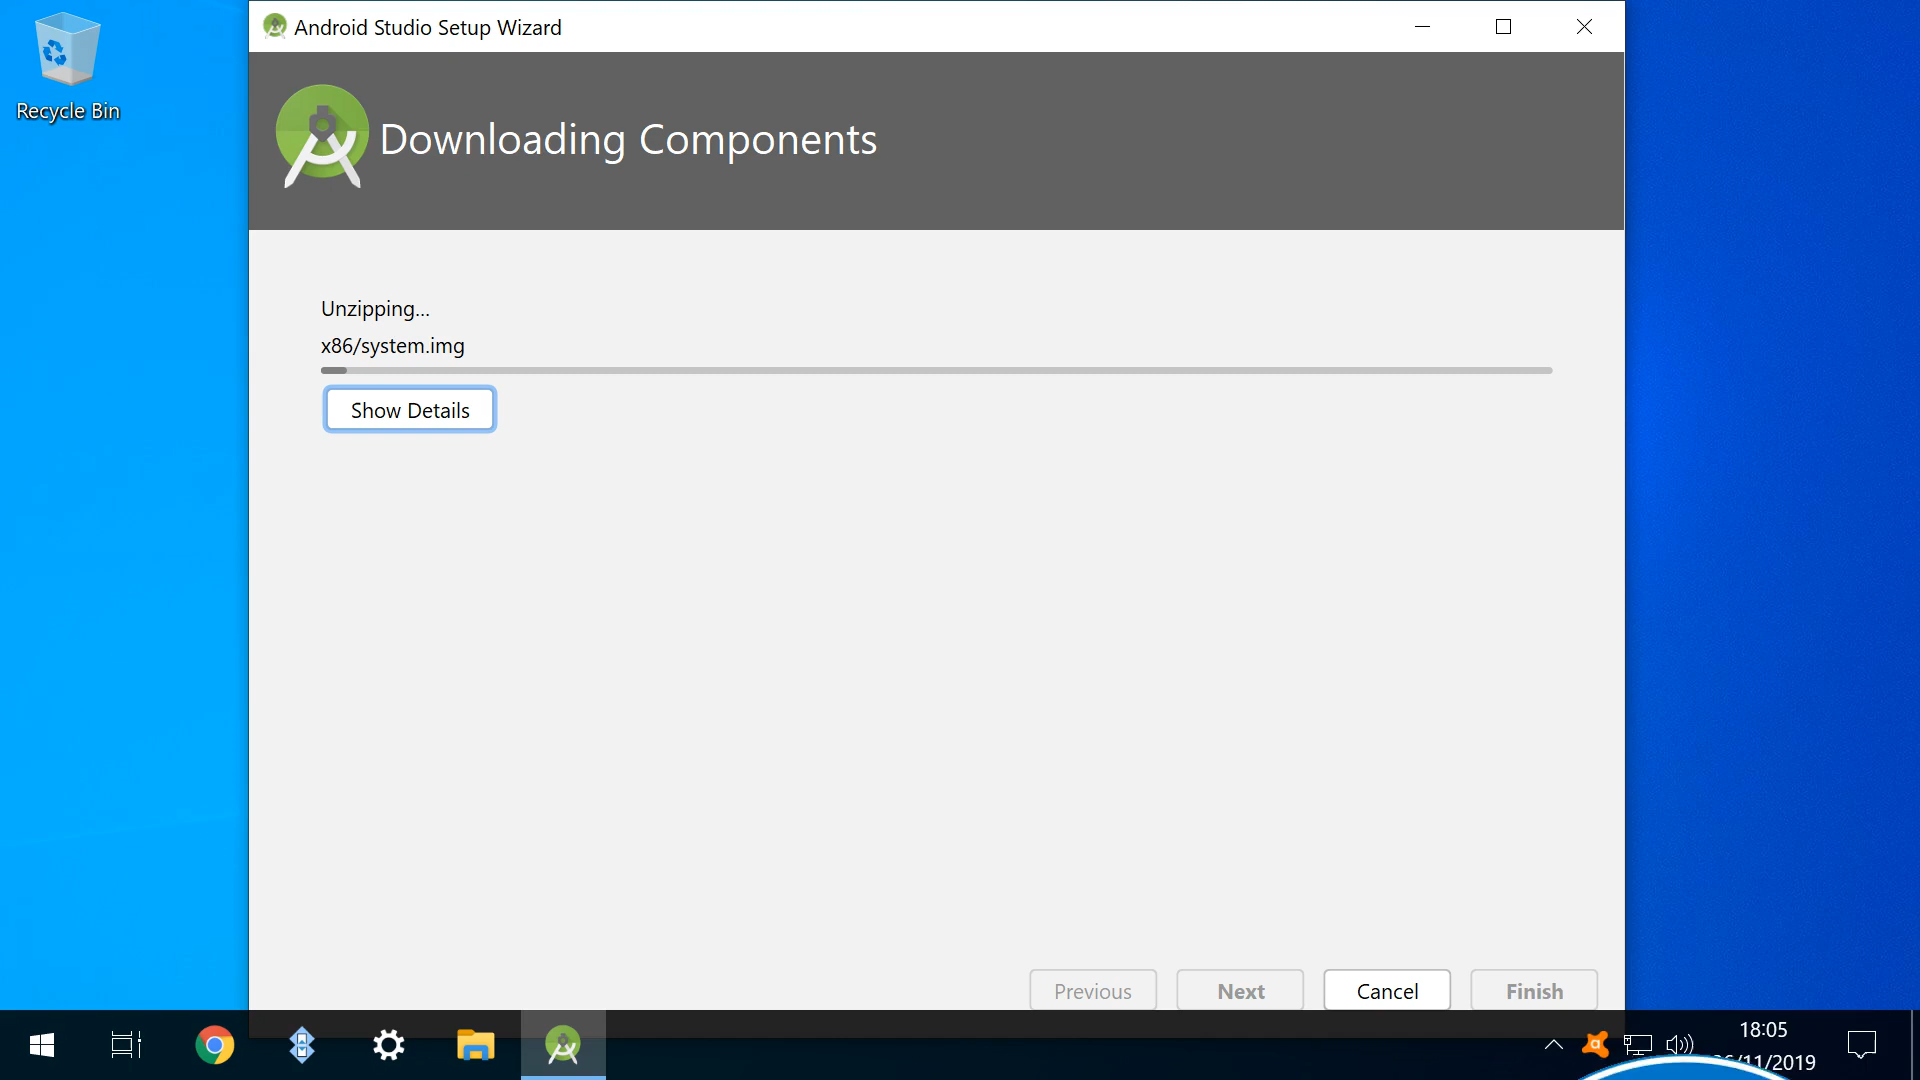 Recycle Bin
Android Studio Setup Wizard
Downloading Components
Unzipping...
x86/system.img
Show Details
Previous
Next
Cancel
Finish
18:05